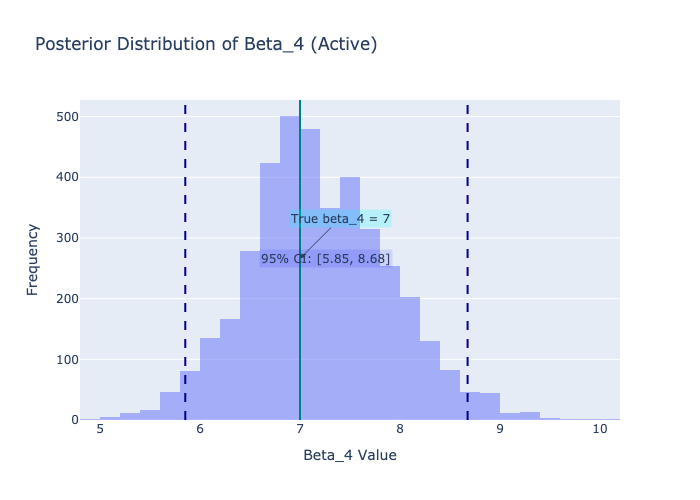 Posterior Distribution of Beta_4 (Active)
500
400
300
200
100
0
Frequency
True beta_4 = 7
95% CI: [5.85, 8.68]
5 6 7 8 9 10
Beta_4 Value